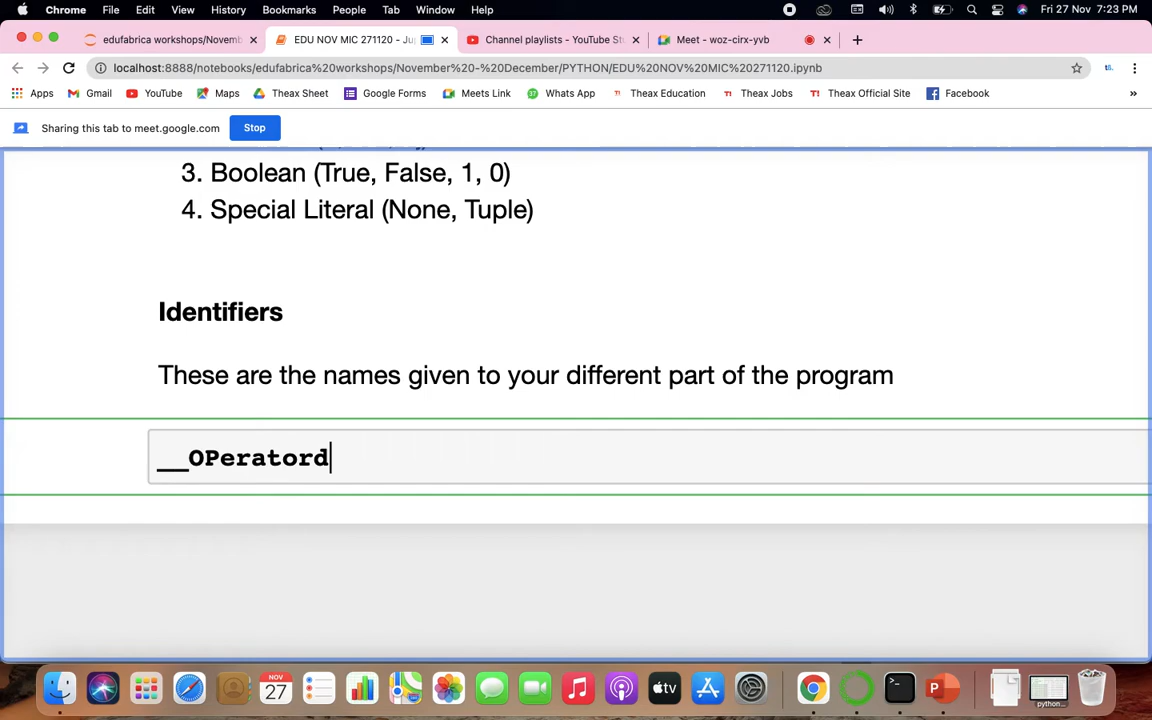 Chrome File Edit View History Bookmarks People Tab Window Help Fri 27 Nov 7:23 PM
edufabrica workshops/Novemb EDU NOV MIC 271120 - Ju Channel playlists - YouTube St Meet - woz-cirx-yvb
localhost:8888/notebooks/edufabrica%20workshops/November%20-%20December/PYTHON/EDU%20NOV%20MIC%20271120.ipynb
Apps Gmail YouTube Maps Theax Sheet Google Forms Meets Link Whats App Theax Education Theax Jobs Theax Official Site Facebook »
Sharing this tab to meet.google.com Stop
3. Boolean (True, False, 1, 0)
4. Special Literal (None, Tuple)
Identifiers
These are the names given to your different part of the program
__OPeratord
NOV
27
tv
python...